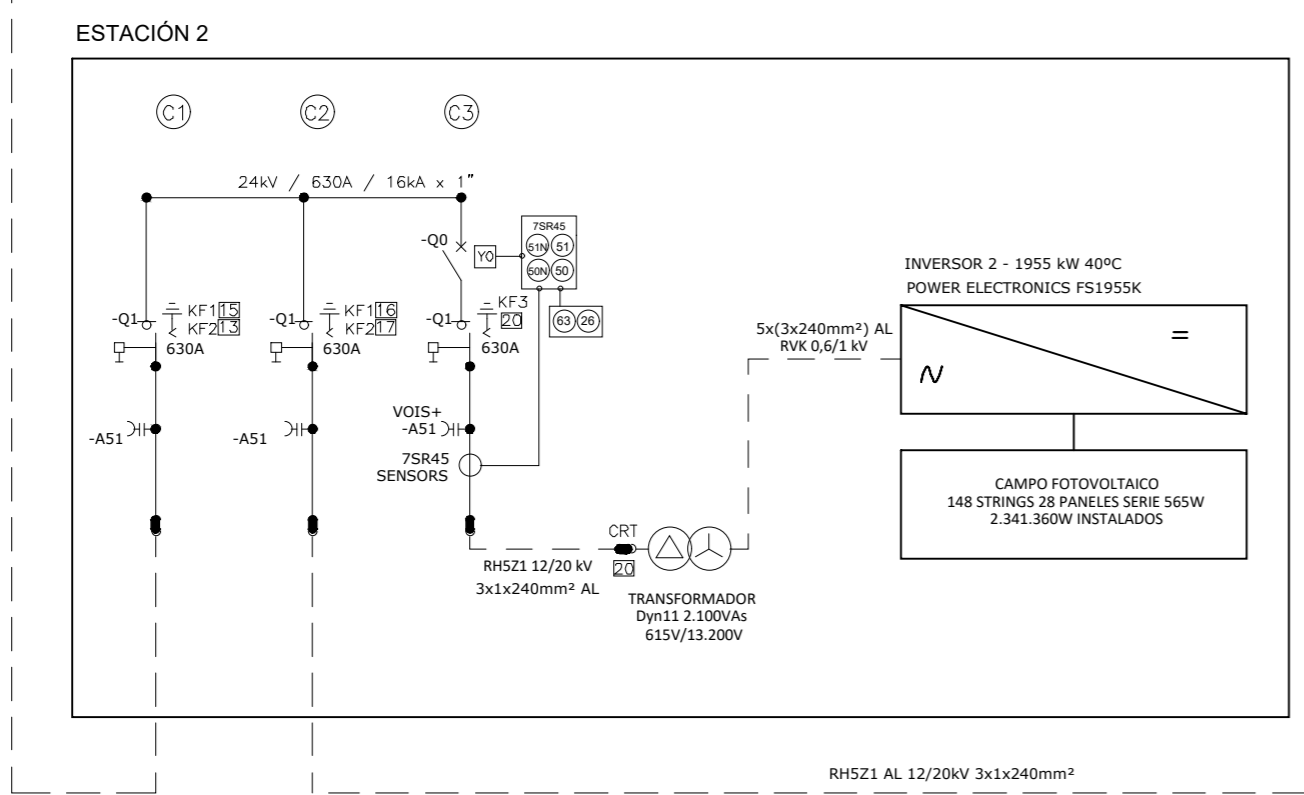 ESTACIÓN 2
C1
C2
C3
24kV / 630A / 16kA x 1"
-Q0
Y0
7SR45
51N 51
50N 50
63 26
-Q1
KF1 15
KF2 13
630A
-Q1
KF1 16
KF2 17
630A
-Q1
KF3
20
630A
-A51
-A51
VOIS+
-A51
7SR45
SENSORS
RH5Z1 12/20 kV
3x1x240mm² AL
CRT
20
TRANSFORMADOR
Dyn11 2.100VAs
615V/13.200V
5x(3x240mm²) AL
RVK 0,6/1 kV
INVERSOR 2 - 1955 kW 40ºC
POWER ELECTRONICS FS1955K
=
CAMPO FOTOVOLTAICO
148 STRINGS 28 PANELES SERIE 565W
2.341.360W INSTALADOS
RH5Z1 AL 12/20kV 3x1x240mm²